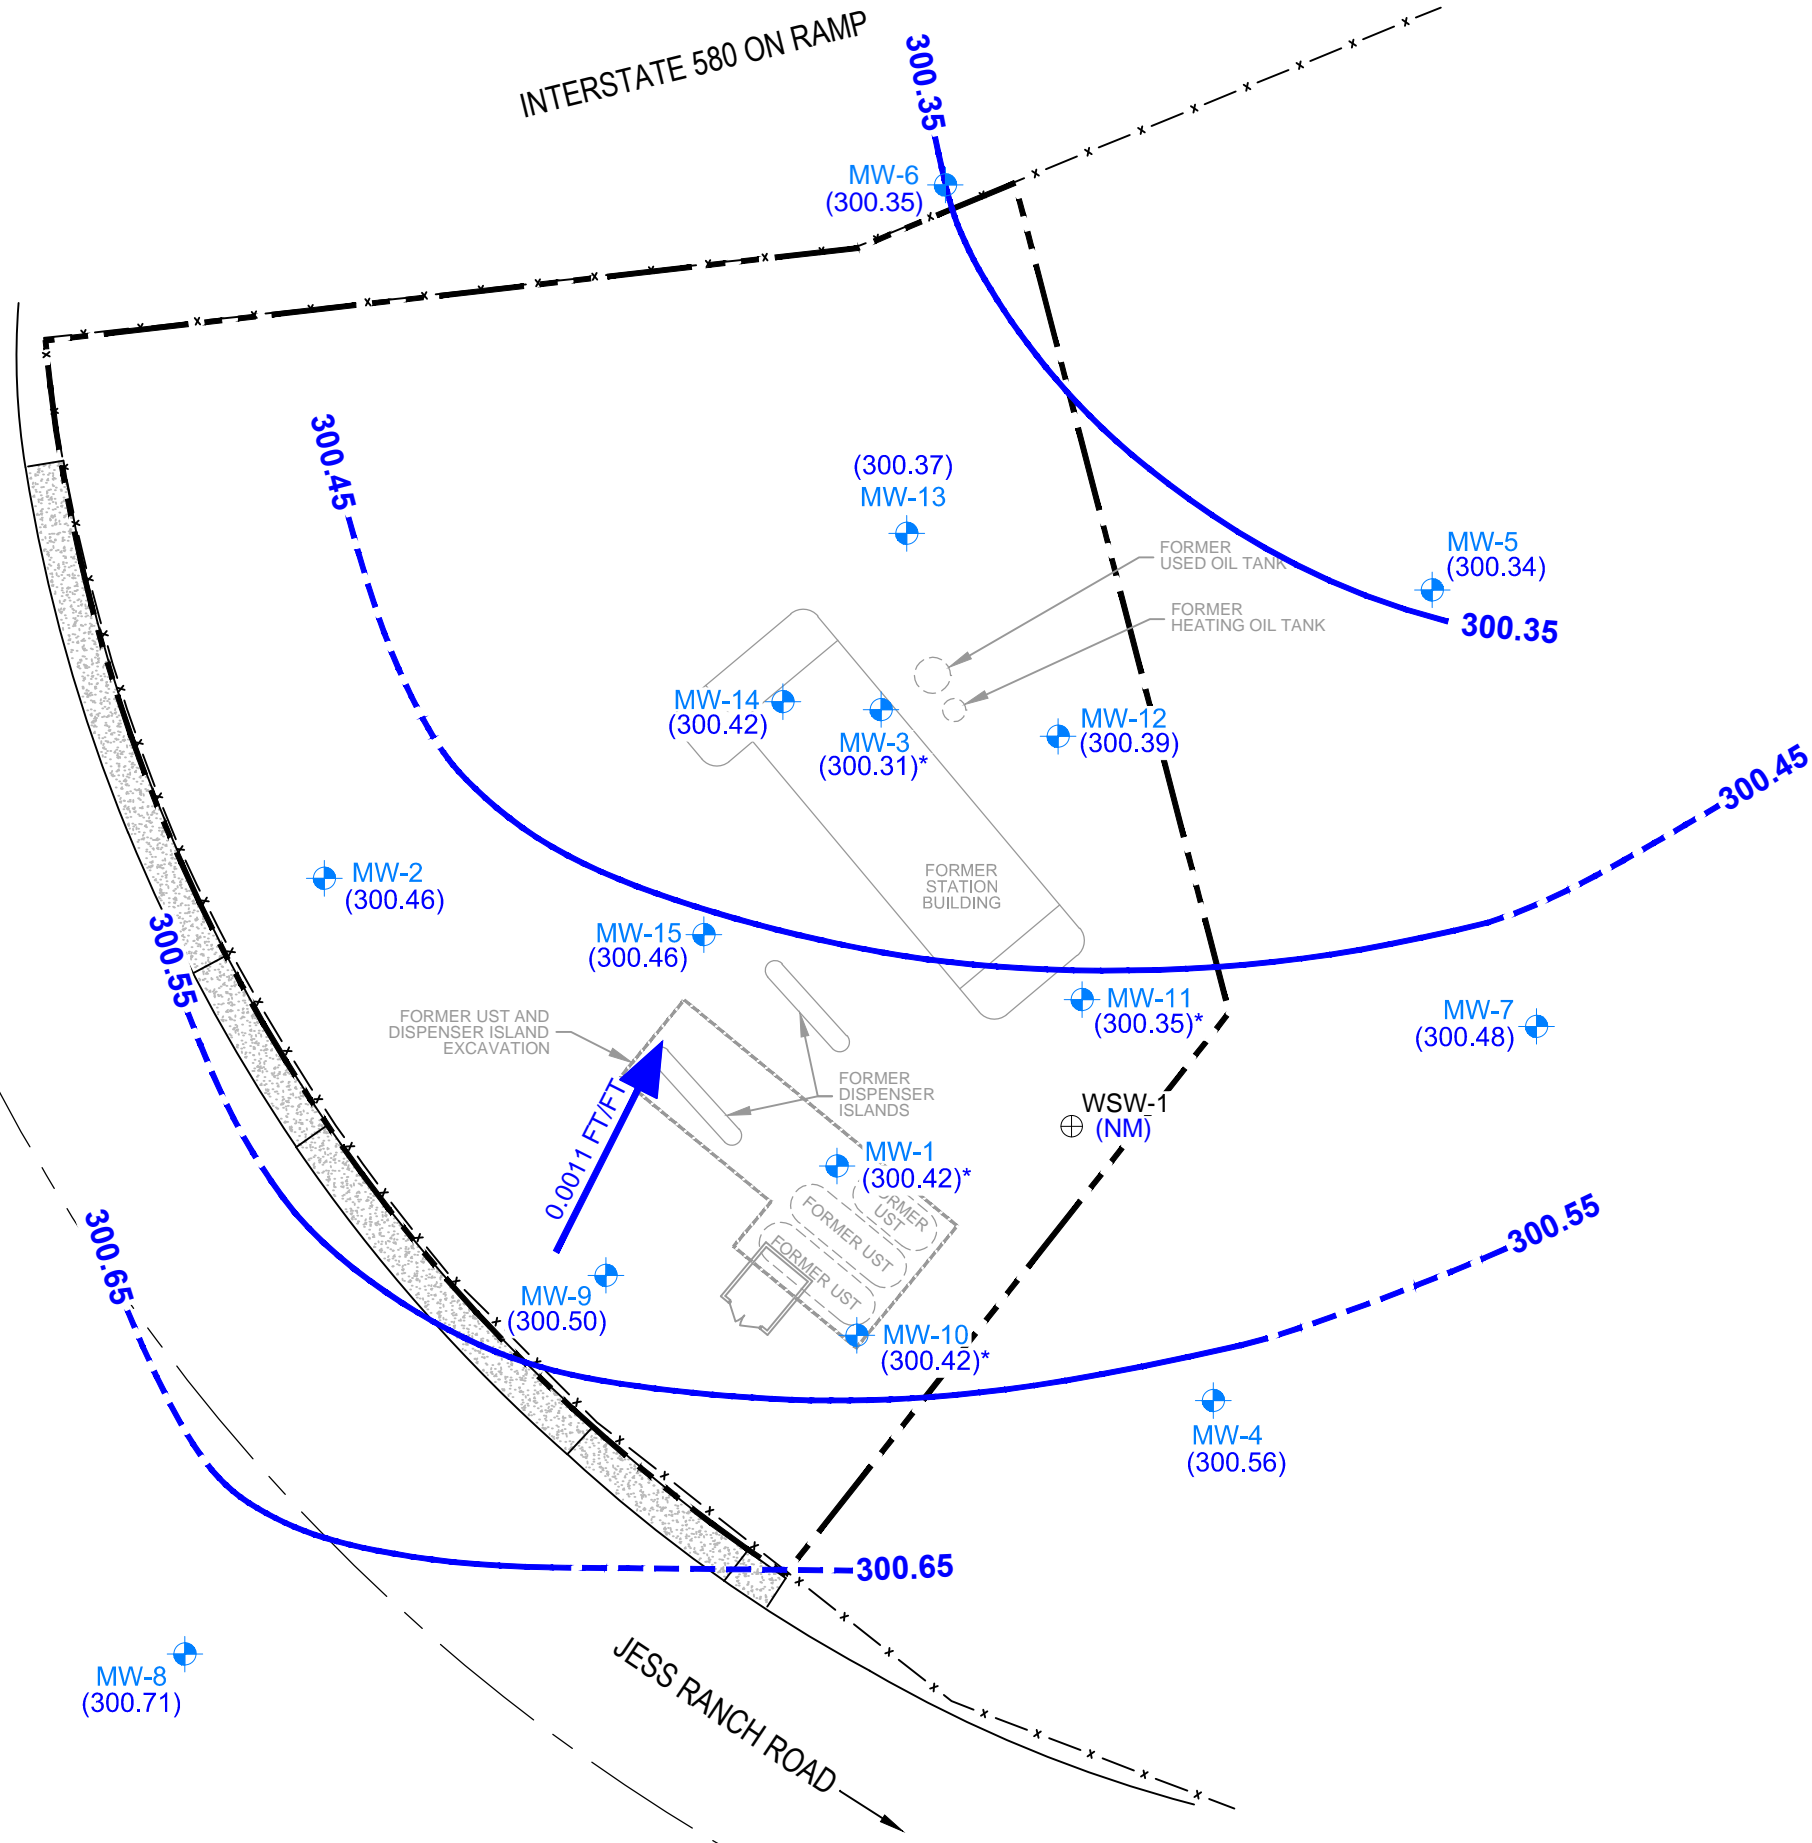 INTERSTATE 580 ON RAMP
300.35
MW-6
(300.35)
300.45
(300.37)
MW-13
FORMER
USED OIL TANK
MW-5
(300.34)
FORMER
HEATING OIL TANK
300.35
MW-14
(300.42)
MW-3
(300.31)*
MW-12
(300.39)
300.45
MW-2
(300.46)
FORMER
STATION
BUILDING
300.55
MW-15
(300.46)
MW-11
(300.35)*
MW-7
(300.48)
FORMER UST AND
DISPENSER ISLAND
EXCAVATION
FORMER
DISPENSER
ISLANDS
WSW-1
(NM)
0.0011 FT/FT
MW-1
(300.42)*
ORMER
UST
FORMER UST
FORMER UST
300.65
300.55
MW-9
(300.50)
MW-10
(300.42)*
MW-4
(300.56)
300.65
MW-8
(300.71)
JESS RANCH ROAD